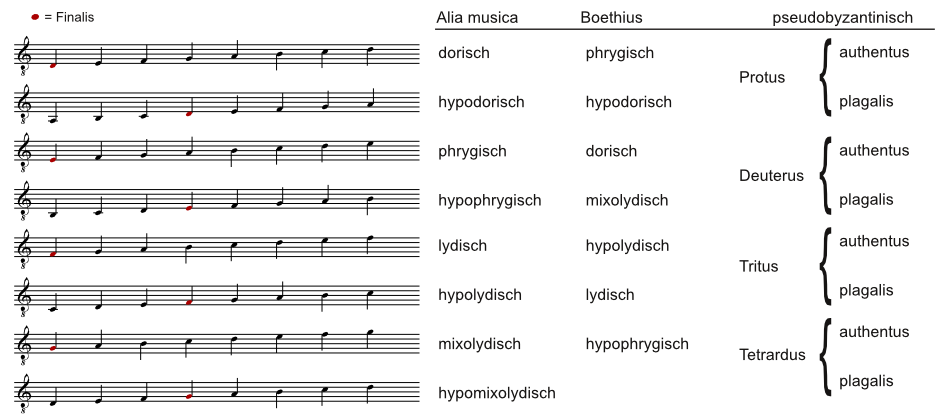 = Finalis
Alia musica Boethius pseudobyzantinisch
dorisch phrygisch authentus
Protus
hypodorisch hypodorisch plagalis
phrygisch dorisch authentus
Deuterus
hypophrygisch mixolydisch plagalis
lydisch hypolydisch authentus
Tritus
hypolydisch lydisch plagalis
mixolydisch hypophrygisch authentus
Tetrardus
hypomixolydisch plagalis